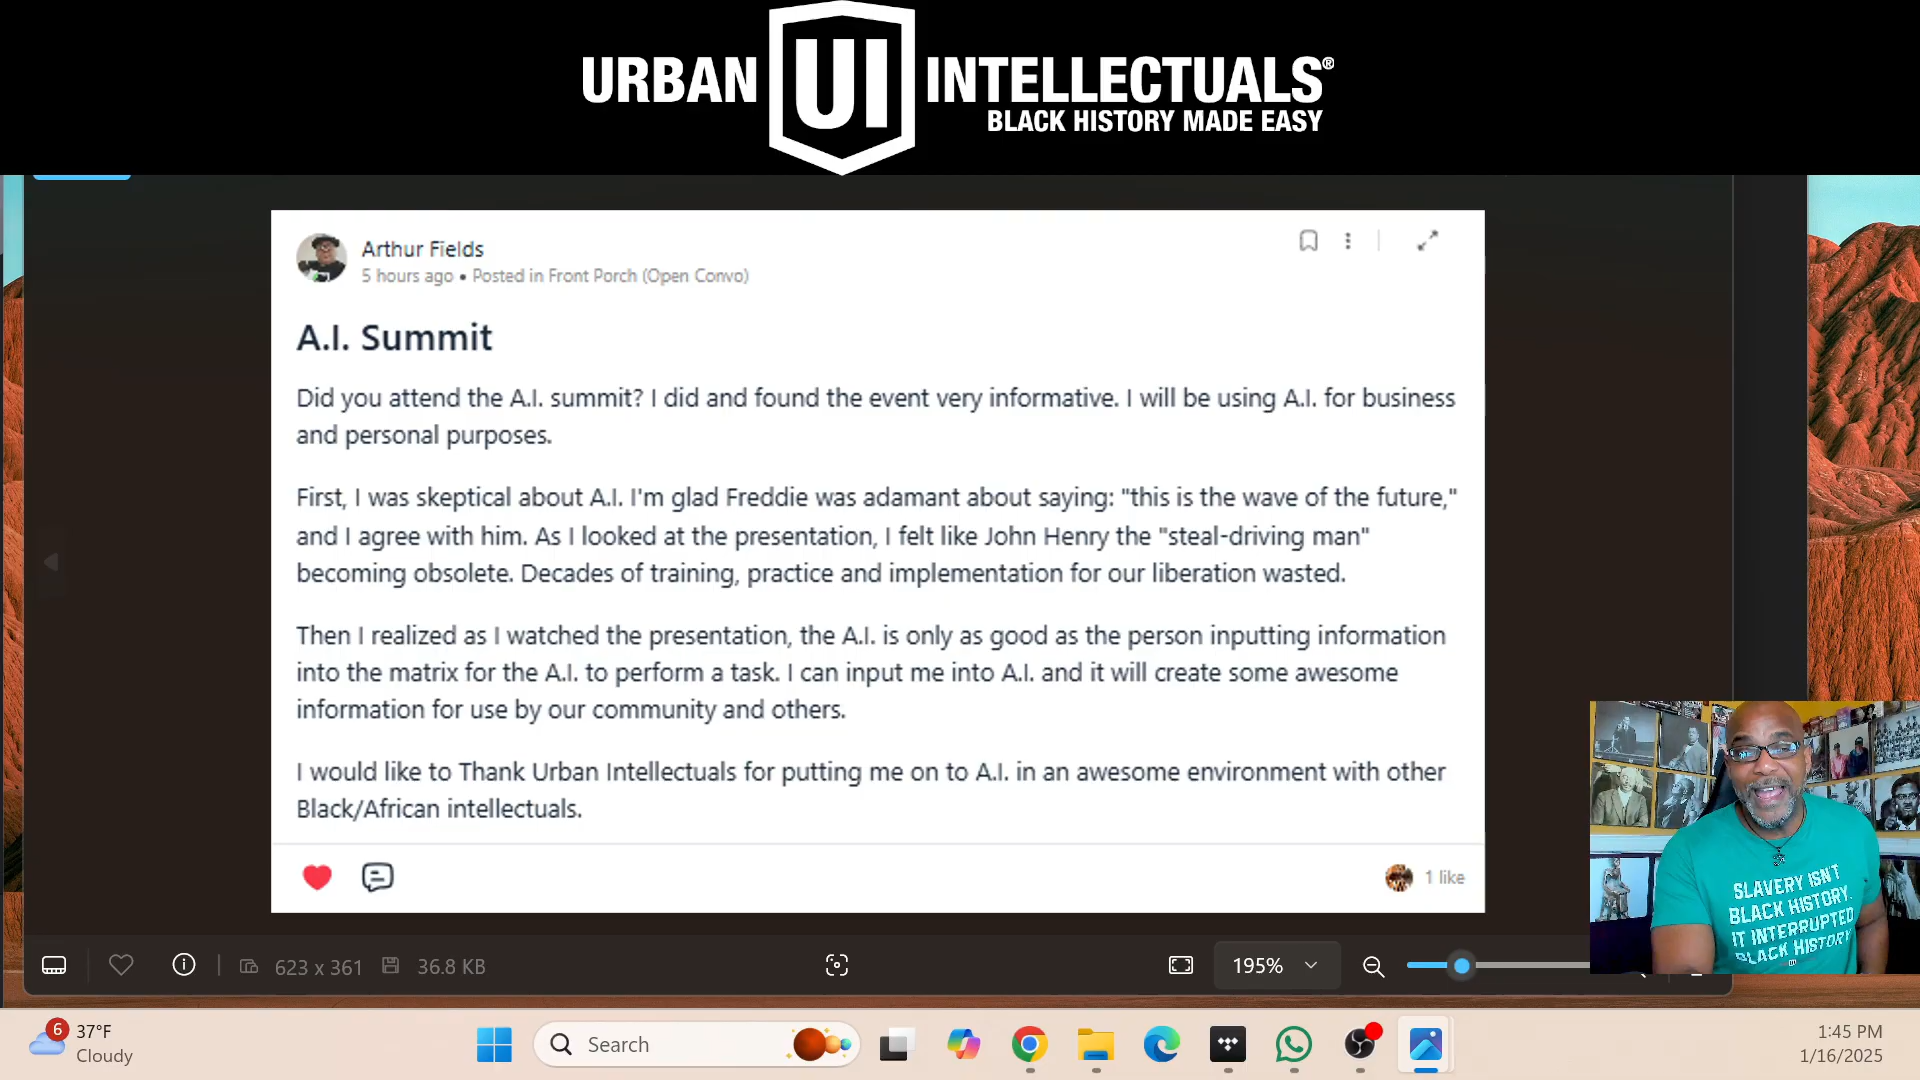 URBAN UI INTELLECTUALS®
BLACK HISTORY MADE EASY
Arthur Fields
5 hours ago • Posted in Front Porch (Open Convo)
A.I. Summit
Did you attend the A.I. summit? I did and found the event very informative. I will be using A.I. for business
and personal purposes.
First, I was skeptical about A.I. I'm glad Freddie was adamant about saying: "this is the wave of the future,"
and I agree with him. As I looked at the presentation, I felt like John Henry the "steal-driving man"
becoming obsolete. Decades of training, practice and implementation for our liberation wasted.
Then I realized as I watched the presentation, the A.I. is only as good as the person inputting information
into the matrix for the A.I. to perform a task. I can input me into A.I. and it will create some awesome
information for use by our community and others.
I would like to Thank Urban Intellectuals for putting me on to A.I. in an awesome environment with other
Black/African intellectuals.
1 like
SLAVERY ISN'T
BLACK HISTORY.
IT INTERRUPTED
BLACK HISTORY
623 x 361
36.8 KB
195%
6
37°F
Cloudy
Search
1:45 PM
1/16/2025